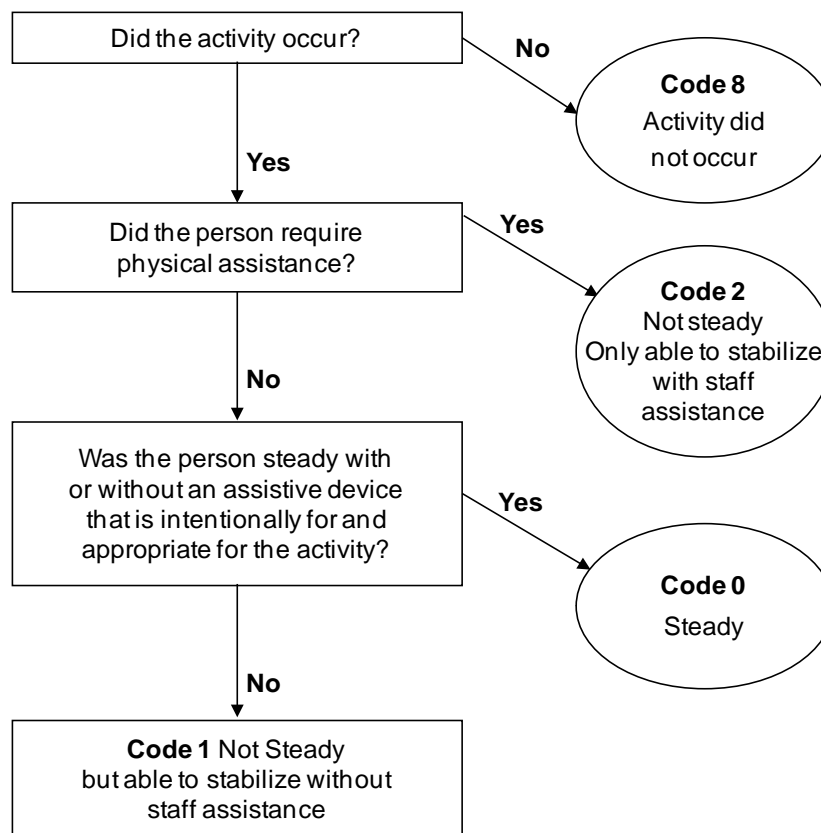 Did the activity occur?
No
Code 8
Activity did
not occur
Yes
Did the person require
physical assistance?
Yes
Code 2
Not steady
Only able to stabilize
with staff
assistance
No
Was the person steady with
or without an assistive device
that is intentionally for and
appropriate for the activity?
Yes
Code 0
Steady
No
Code 1 Not Steady
but able to stabilize without
staff assistance